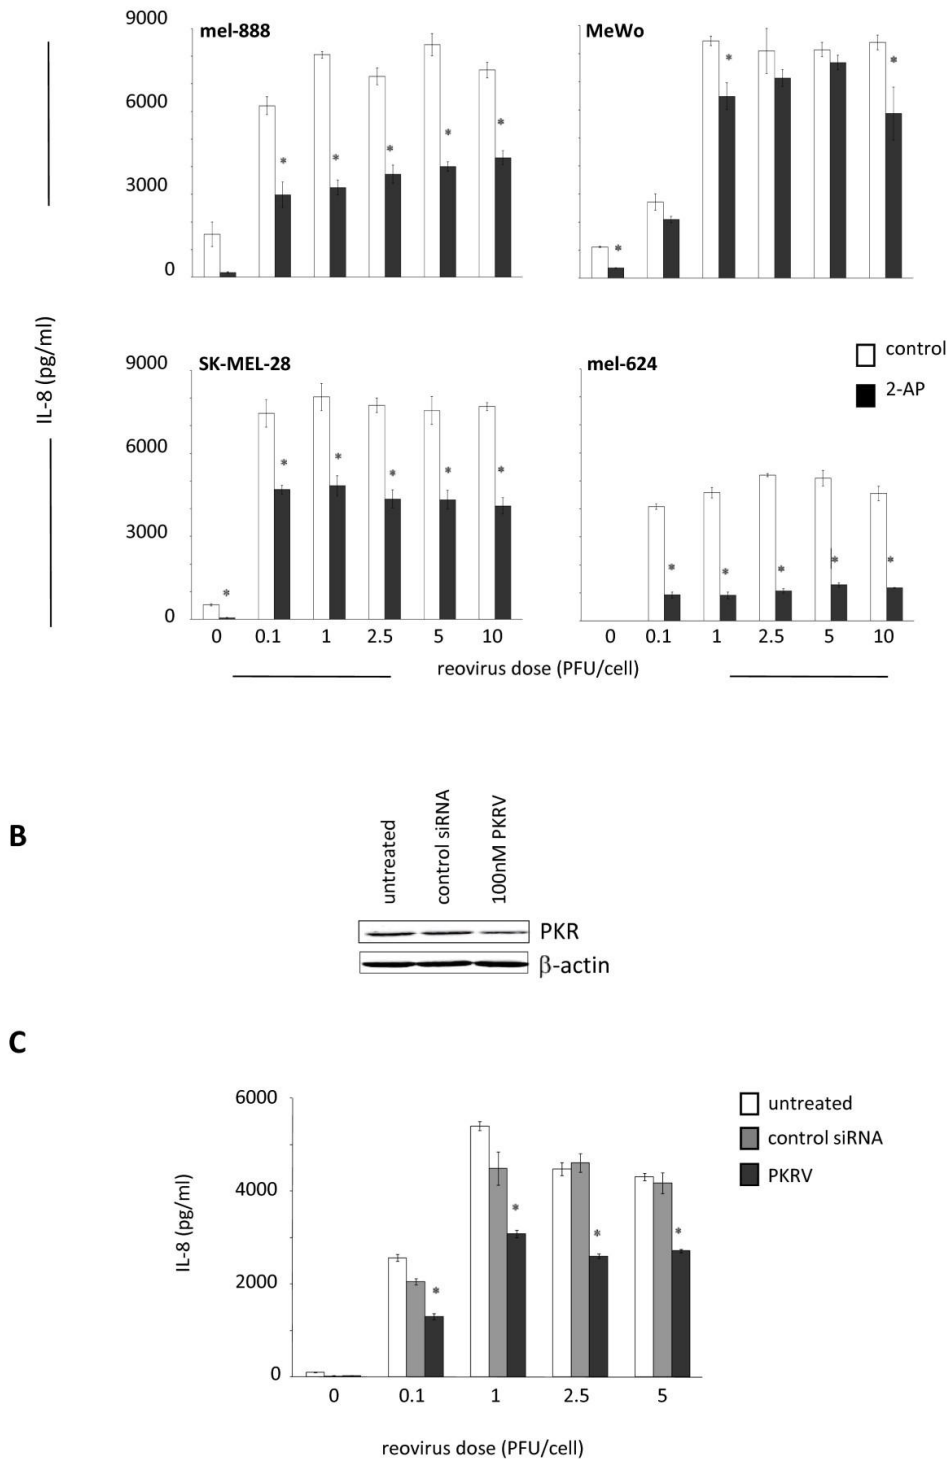 9000
mel-888
MeWo
6000
3000
0
*
*
*
*
*
*
*
*
IL-8 (pg/ml)
9000
SK-MEL-28
mel-624
control
2-AP
6000
3000
0
*
*
*
*
*
*
*
*
*
*
*
0 0.1 1 2.5 5 10
0 0.1 1 2.5 5 10
reovirus dose (PFU/cell)
B
untreated
control siRNA
100nM PKRV
PKR
β-actin
C
6000
4000
2000
0
IL-8 (pg/ml)
*
*
*
*
untreated
control siRNA
PKRV
0 0.1 1 2.5 5
reovirus dose (PFU/cell)